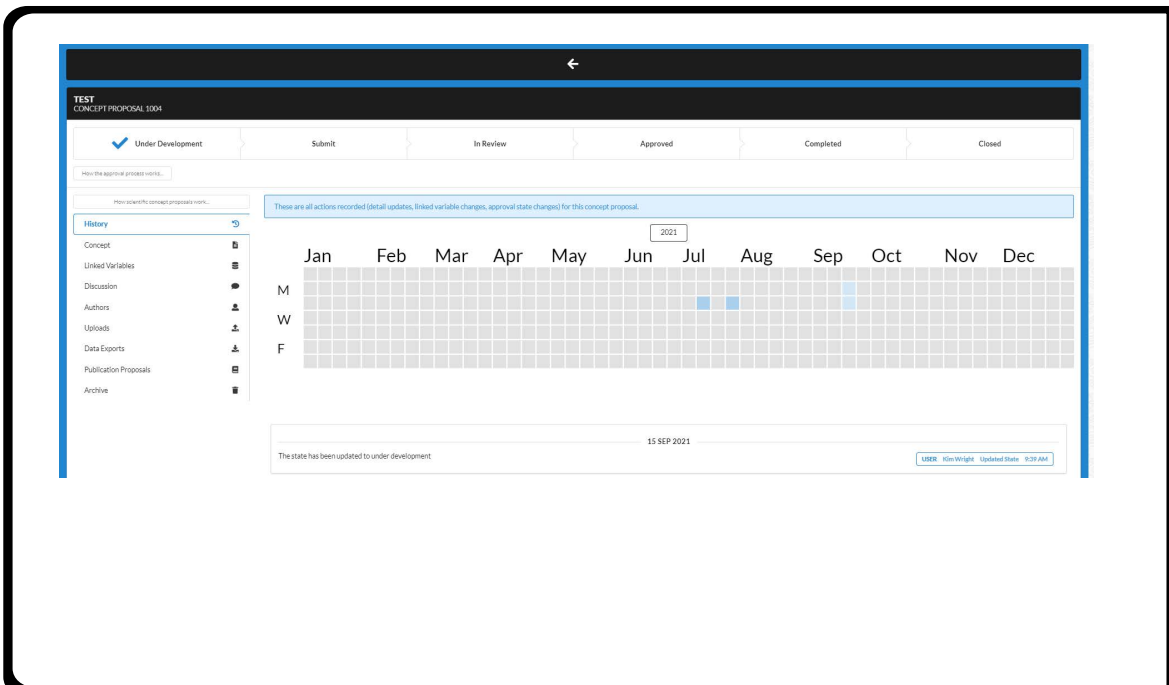 TEST
CONCEPT PROPOSAL 1004
Under Development Submit In Review Approved Completed Closed
How the approval process works...
How scientific concept proposals work...
History
Concept
Linked Variables
Discussion
Authors
Uploads
Data Exports
Publication Proposals
Archive
These are all actions recorded (detail updates, linked variable changes, approval state changes) for this concept proposal.
2021
Jan Feb Mar Apr May Jun Jul Aug Sep Oct Nov Dec
M
W
F
15 SEP 2021
The state has been updated to under development
USER Kim Wright Updated State 9:39 AM